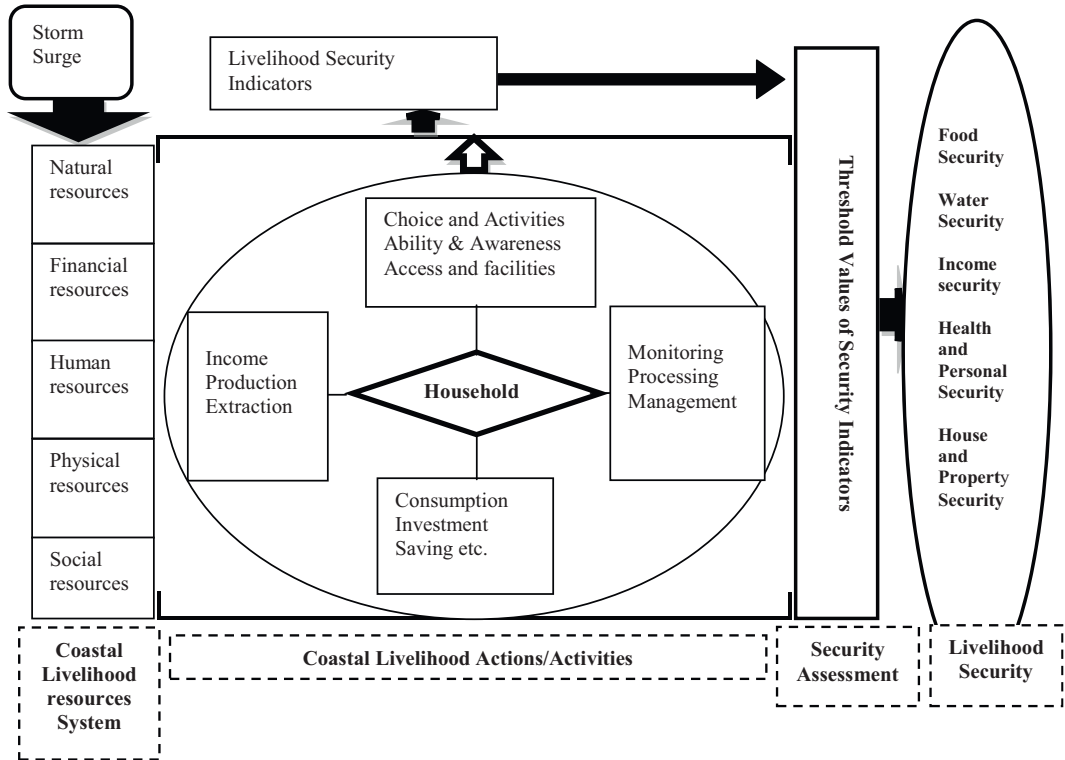 Storm
Surge
Livelihood Security
Indicators
Natural
resources
Financial
resources
Human
resources
Physical
resources
Social
resources
Choice and Activities
Ability & Awareness
Access and facilities
Income
Production
Extraction
Household
Monitoring
Processing
Management
Consumption
Investment
Saving etc.
Threshold Values of Security Indicators
Food
Security
Water
Security
Income
security
Health
and
Personal
Security
House
and
Property
Security
Coastal
Livelihood
resources
System
Coastal Livelihood Actions/Activities
Security
Assessment
Livelihood
Security